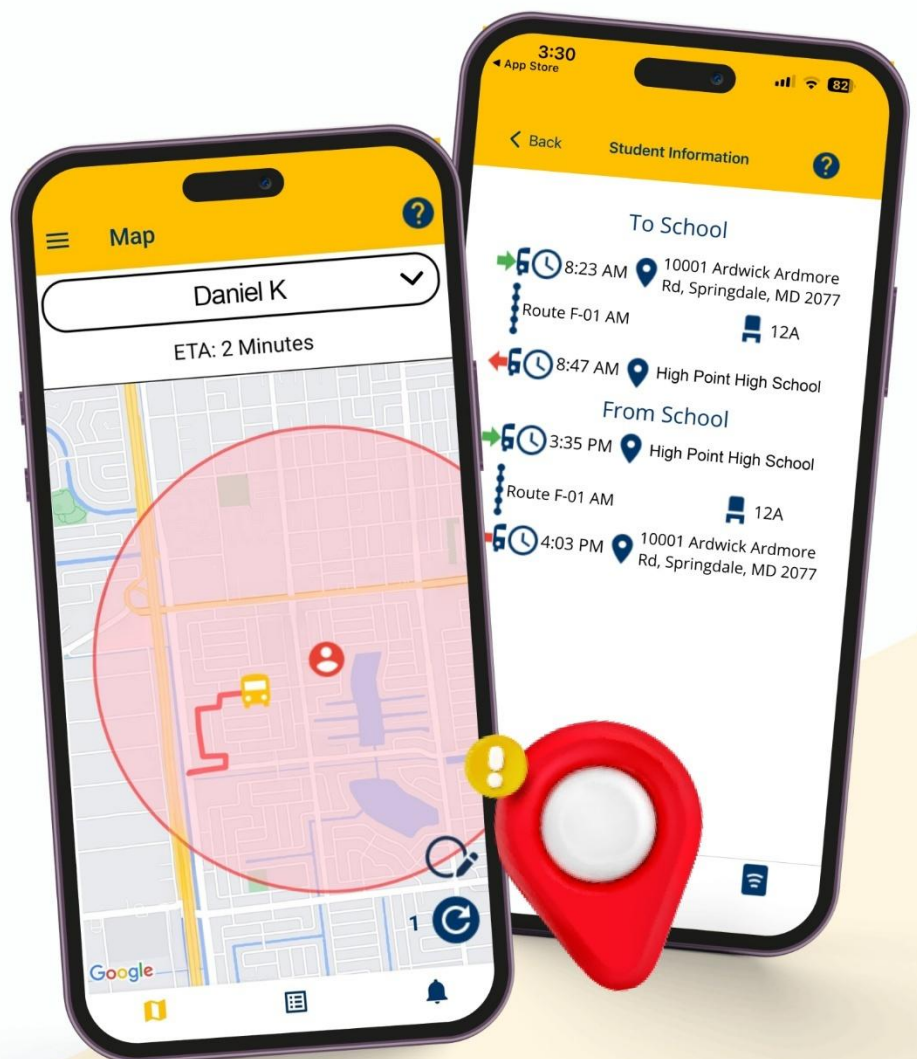 Map
?
Daniel K
ETA: 2 Minutes
1
Google
3:30
App Store
82
Back
Student Information
?
To School
8:23 AM
10001 Ardwick Ardmore
Rd, Springdale, MD 2077
Route F-01 AM
12A
8:47 AM
High Point High School
From School
3:35 PM
High Point High School
Route F-01 AM
12A
4:03 PM
10001 Ardwick Ardmore
Rd, Springdale, MD 2077
!